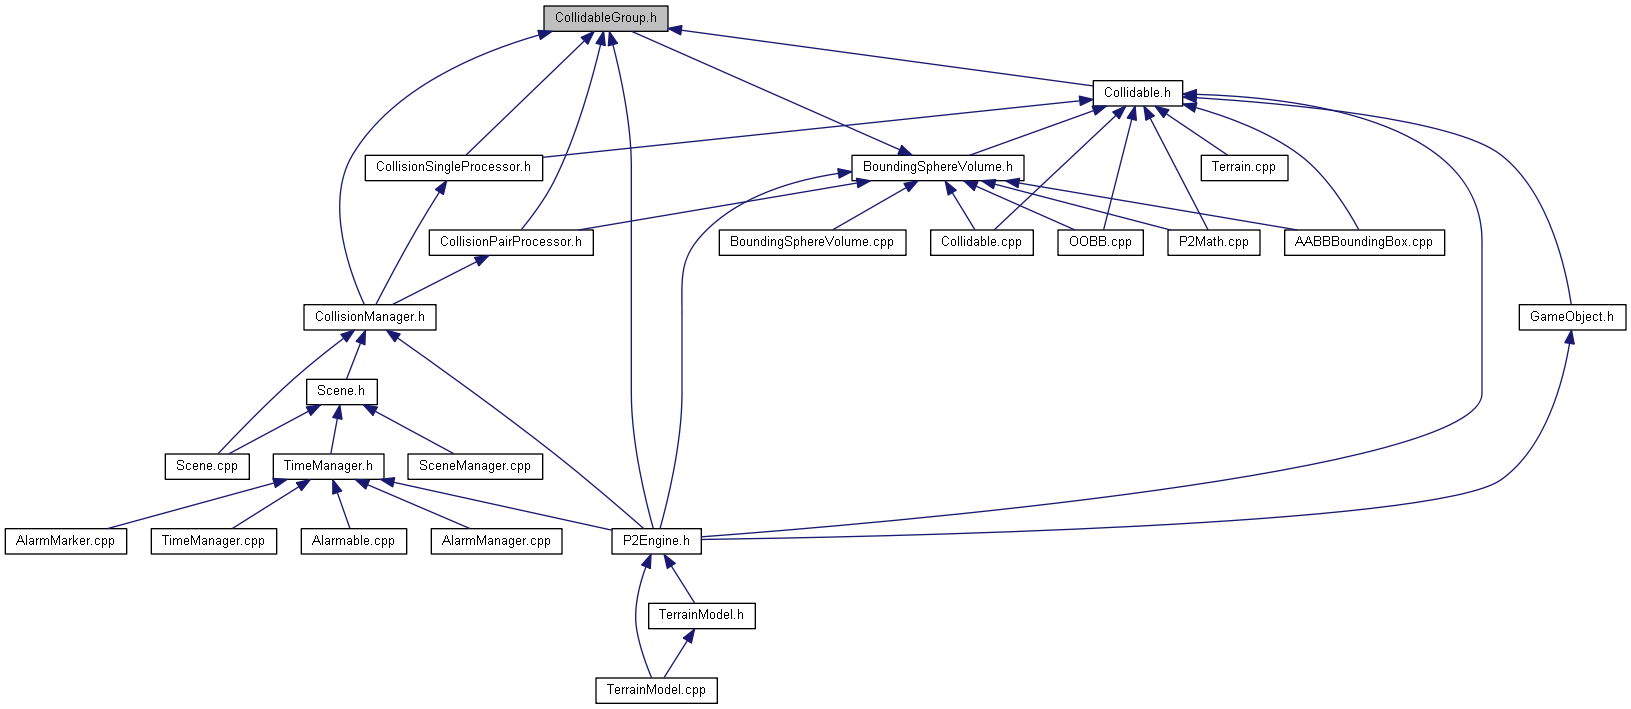 CollidableGroup.h
Collidable.h
CollisionSingleProcessor.h
BoundingSphereVolume.h
Terrain.cpp
CollisionPairProcessor.h
BoundingSphereVolume.cpp
Collidable.cpp
OOBB.cpp
P2Math.cpp
AABBBoundingBox.cpp
CollisionManager.h
GameObject.h
Scene.h
Scene.cpp
TimeManager.h
SceneManager.cpp
AlarmMarker.cpp
TimeManager.cpp
Alarmable.cpp
AlarmManager.cpp
P2Engine.h
TerrainModel.h
TerrainModel.cpp